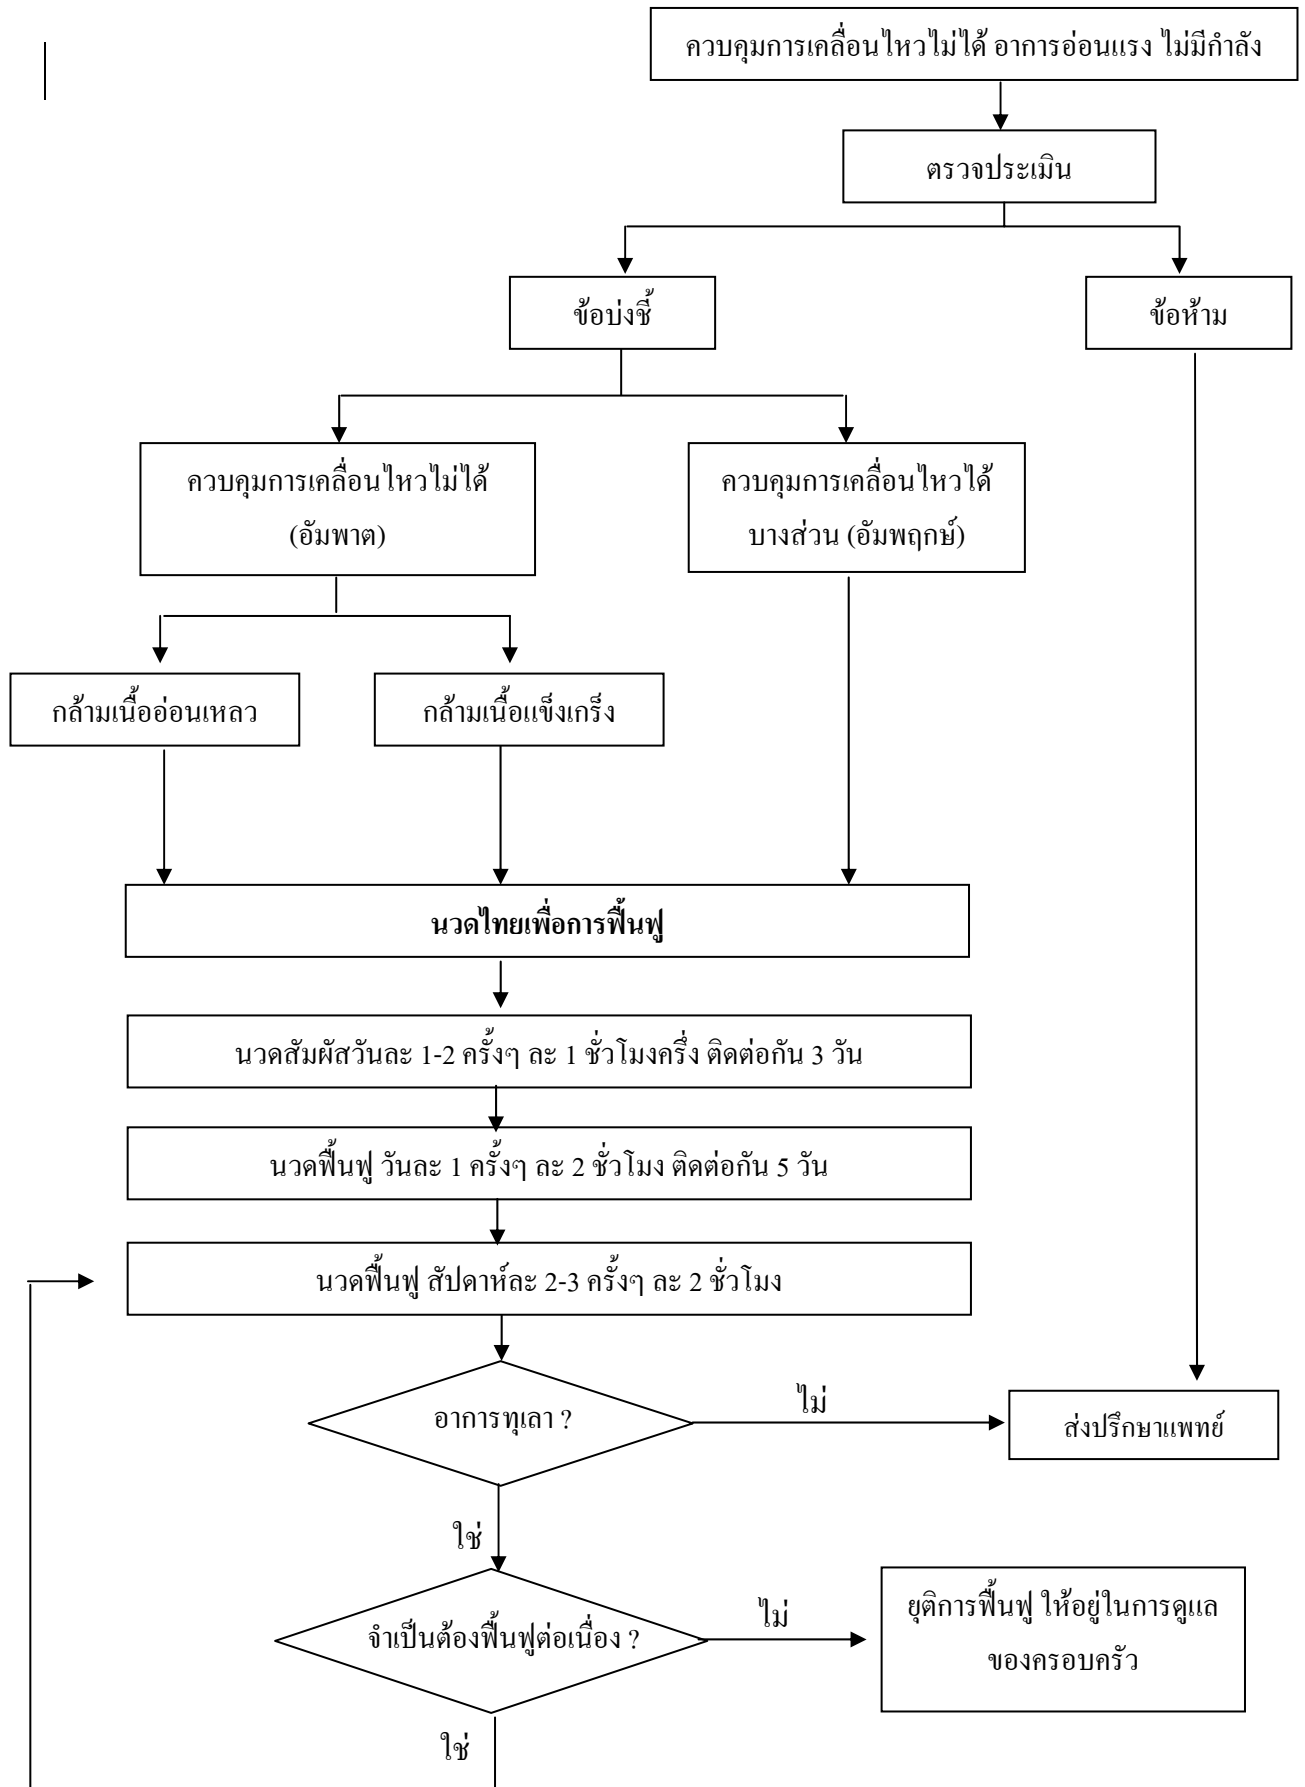 ควบคุมการเคลื่อนไหวไม่ได้ อาการอ่อนแรง ไม่มีกำลัง
ตรวจประเมิน
ข้อบ่งชี้
ข้อห้าม
ควบคุมการเคลื่อนไหวไม่ได้
(อัมพาต)
ควบคุมการเคลื่อนไหวได้
บางส่วน (อัมพฤกษ์)
กล้ามเนื้ออ่อนเหลว
กล้ามเนื้อแข็งเกร็ง
นวดไทยเพื่อการฟื้นฟู
นวดสัมผัสวันละ 1-2 ครั้งๆ ละ 1 ชั่วโมงครึ่ง ติดต่อกัน 3 วัน
นวดฟื้นฟู วันละ 1 ครั้งๆ ละ 2 ชั่วโมง ติดต่อกัน 5 วัน
นวดฟื้นฟู สัปดาห์ละ 2-3 ครั้งๆ ละ 2 ชั่วโมง
อาการทุเลา ?
ไม่
ส่งปรึกษาแพทย์
ใช่
จำเป็นต้องฟื้นฟูต่อเนื่อง ?
ไม่
ยุติการฟื้นฟู ให้อยู่ในการดูแล
ของครอบครัว
ใช่